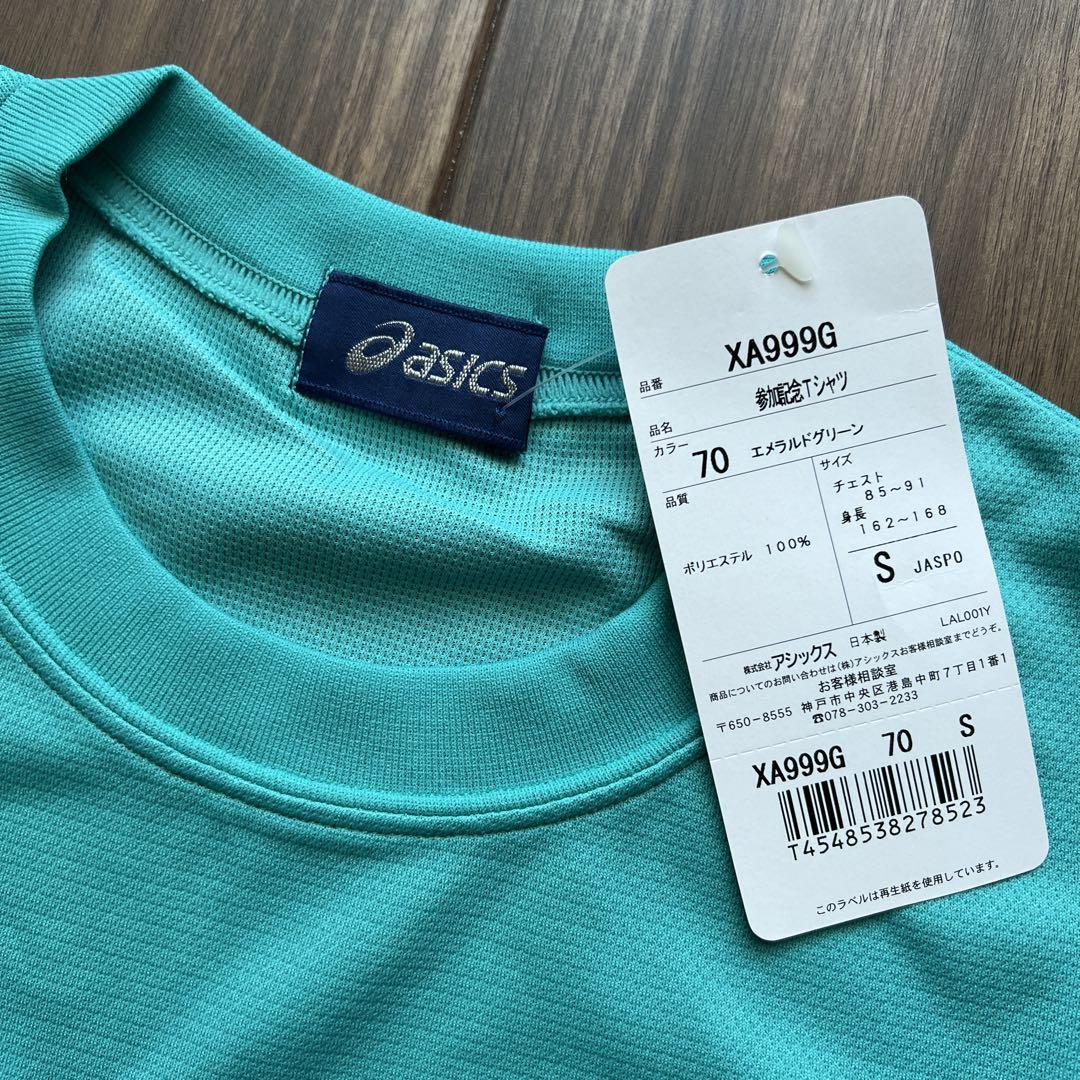 asics
品番 XA999G
品名 参加記念Tシャツ
カラー 70 エメラルドグリーン
品質
ポリエステル 100%
サイズ
チェスト
85~91
身長
162~168
S JASPO
LAL001Y
株式会社アシックス 日本製
商品についてのお問い合わせは(株)アシックスお客様相談室までどうぞ。
お客様相談室
〒650-8555 神戸市中央区港島中町7丁目1番1
☎078-303-2233
XA999G 70 S
T4548538278523
このラベルは再生紙を使用しています。